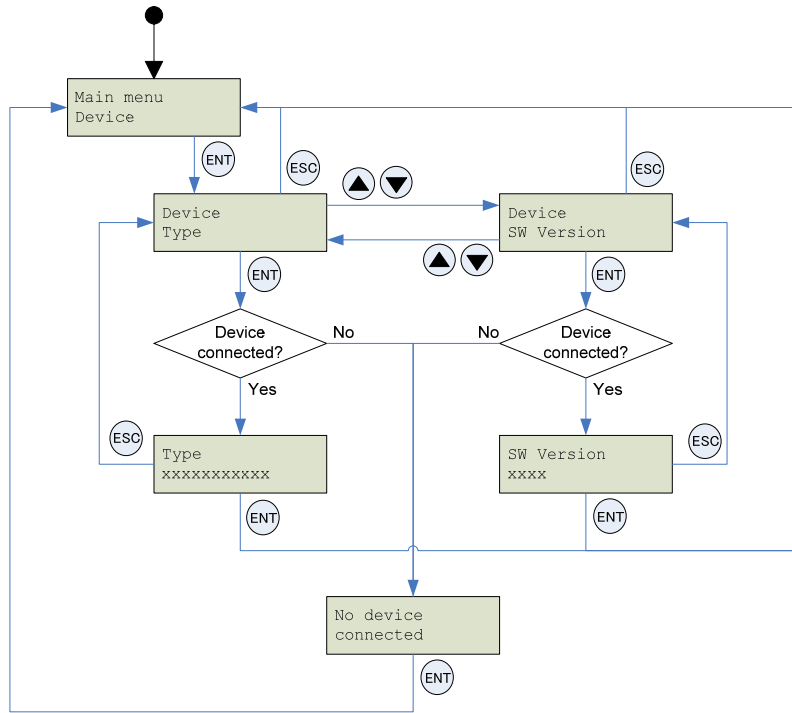 Main menu
Device
ENT
ESC
ESC
Device
Type
Device
SW Version
ENT
ENT
Device
connected?
No
No
Device
connected?
Yes
Yes
ESC
ESC
Type
xxxxxxxxxxx
SW Version
xxxx
ENT
ENT
No device
connected
ENT